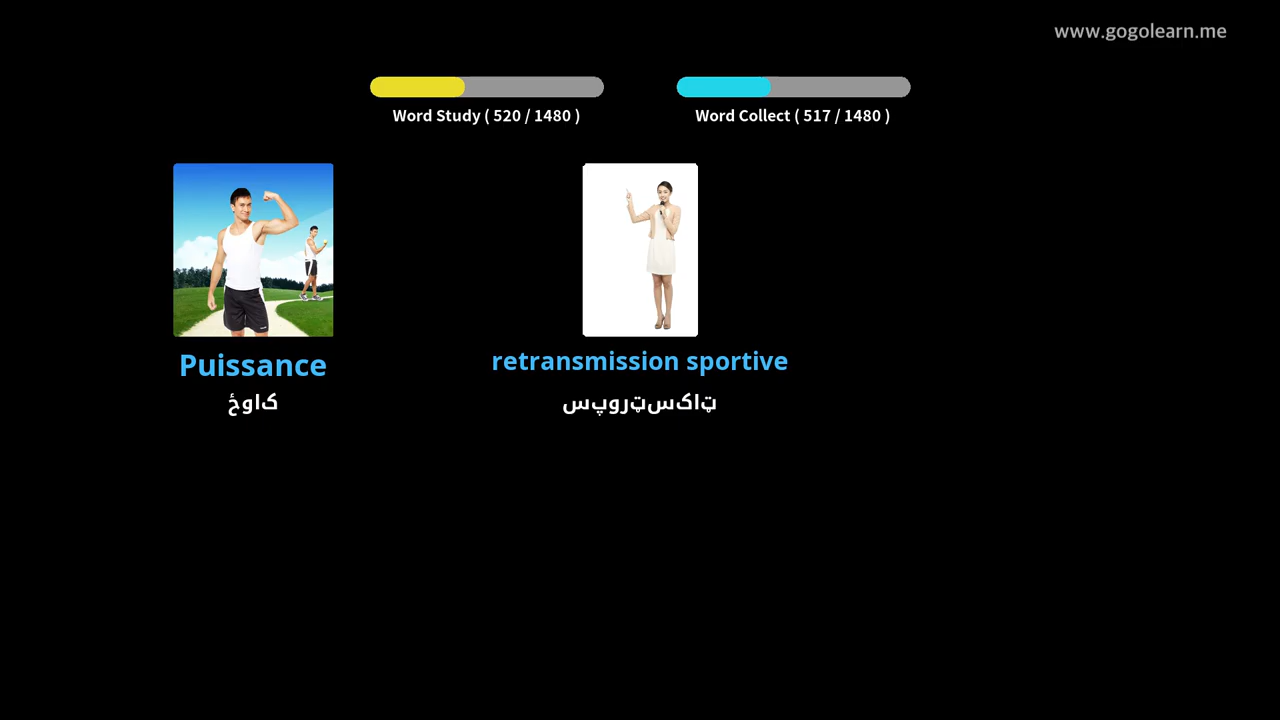 www.gogolearn.me
Word Study ( 520 / 1480 )
Word Collect ( 517 / 1480 )
Puissance
کاوځ
retransmission sportive
ټاکسټروپس